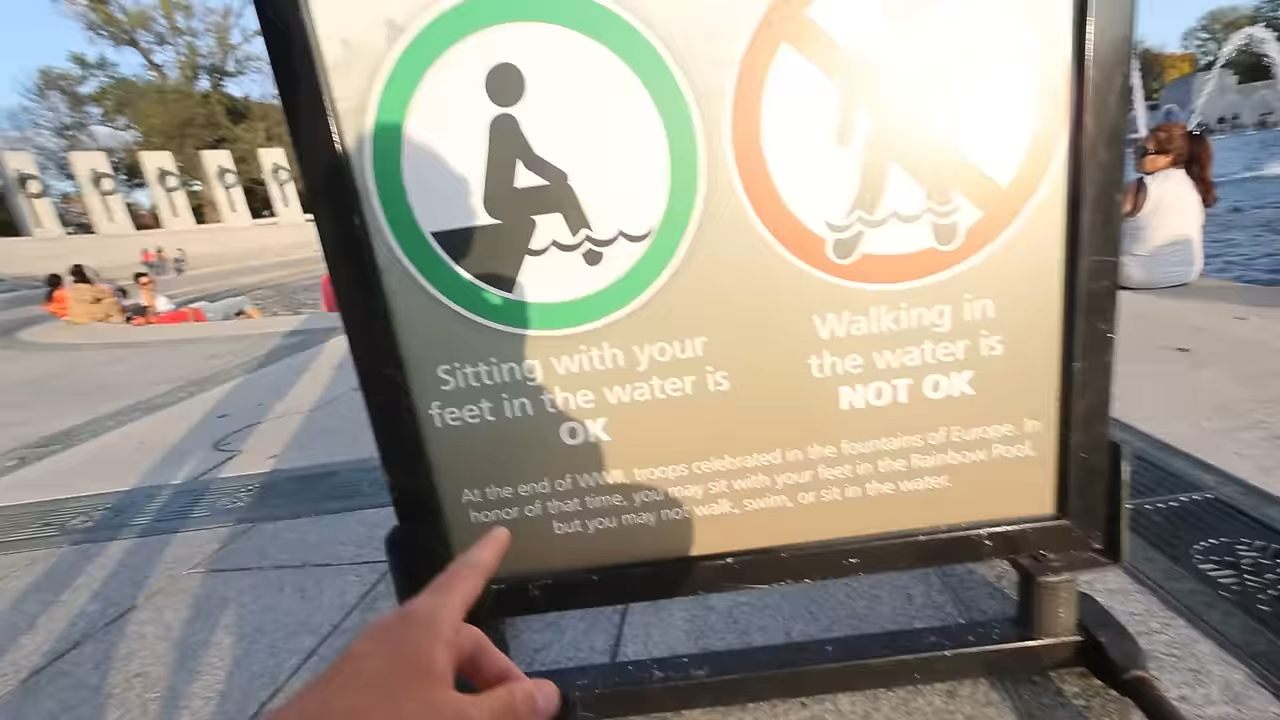 Sitting with your
feet in the water is
OK
Walking in
the water is
NOT OK
At the end of WWII, troops celebrated in the fountains of Europe. In
honor of that time, you may sit with your feet in the Rainbow Pool,
but you may not walk, swim, or sit in the water.